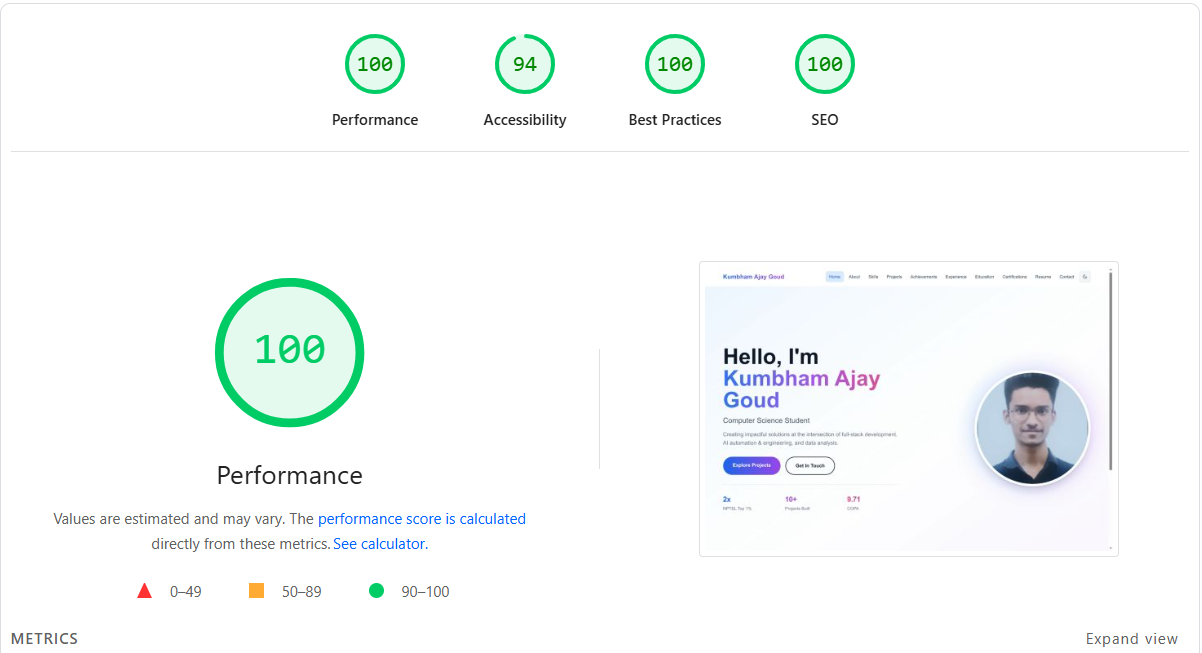 100 94 100 100
Performance Accessibility Best Practices SEO
Kumbham Ajay Goud
Home About Skills Projects Achievements Experience Education Certifications Resume Contact
Hello, I'm
Kumbham Ajay
Goud
Computer Science Student
Creating impactful solutions at the intersection of full-stack development,
AI automation & engineering, and data analysis.
Explore Projects Get In Touch
2x 10+ 9.71
NPTEL Top 1% Projects Built CGPA
100
Performance
Values are estimated and may vary. The performance score is calculated
directly from these metrics. See calculator.
0–49 50–89 90–100
METRICS Expand view